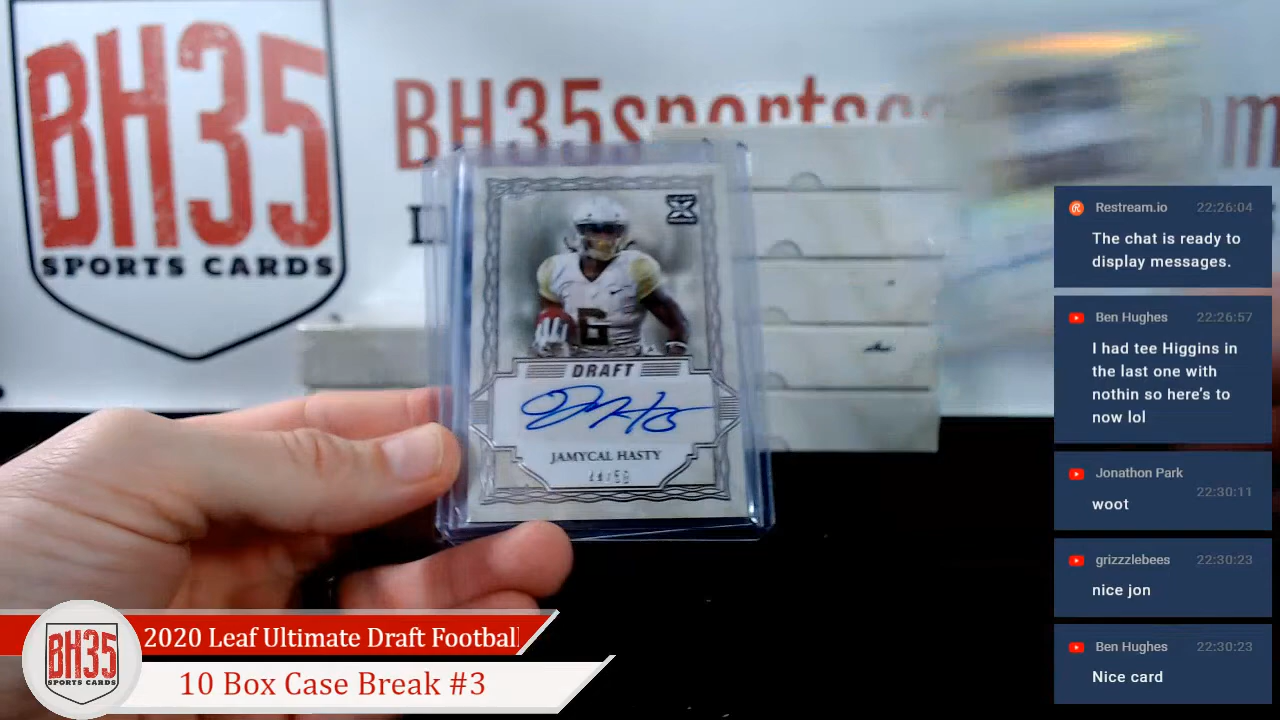 BH35
SPORTS CARDS
BH35sportsc
DRAFT
JAMYCAL HASTY
6
Restream.io 22:26:04
The chat is ready to
display messages.
Ben Hughes 22:26:57
I had tee Higgins in
the last one with
nothin so here's to
now lol
Jonathon Park
22:30:11
woot
grizzzlebees 22:30:23
nice jon
Ben Hughes 22:30:23
Nice card
BH35
SPORTS CARDS
2020 Leaf Ultimate Draft Football
10 Box Case Break #3